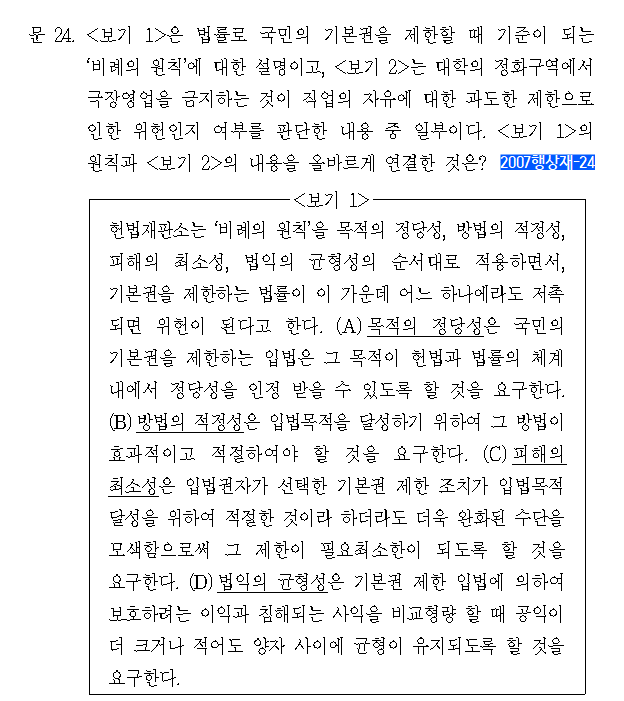 문 24. <보기 1>은 법률로 국민의 기본권을 제한할 때 기준이 되는
‘비례의 원칙’에 대한 설명이고, <보기 2>는 대학의 정화구역에서
극장영업을 금지하는 것이 직업의 자유에 대한 과도한 제한으로
인한 위헌인지 여부를 판단한 내용 중 일부이다. <보기 1>의
원칙과 <보기 2>의 내용을 올바르게 연결한 것은? 2007행상재-24
<보기 1>
헌법재판소는 ‘비례의 원칙’을 목적의 정당성, 방법의 적정성,
피해의 최소성, 법익의 균형성의 순서대로 적용하면서,
기본권을 제한하는 법률이 이 가운데 어느 하나에라도 저촉
되면 위헌이 된다고 한다. (A)목적의 정당성은 국민의
기본권을 제한하는 입법은 그 목적이 헌법과 법률의 체계
내에서 정당성을 인정 받을 수 있도록 할 것을 요구한다.
(B)방법의 적정성은 입법목적을 달성하기 위하여 그 방법이
효과적이고 적절하여야 할 것을 요구한다. (C)피해의
최소성은 입법권자가 선택한 기본권 제한 조치가 입법목적
달성을 위하여 적절한 것이라 하더라도 더욱 완화된 수단을
모색함으로써 그 제한이 필요최소한이 되도록 할 것을
요구한다. (D)법익의 균형성은 기본권 제한 입법에 의하여
보호하려는 이익과 침해되는 사익을 비교형량 할 때 공익이
더 크거나 적어도 양자 사이에 균형이 유지되도록 할 것을
요구한다.